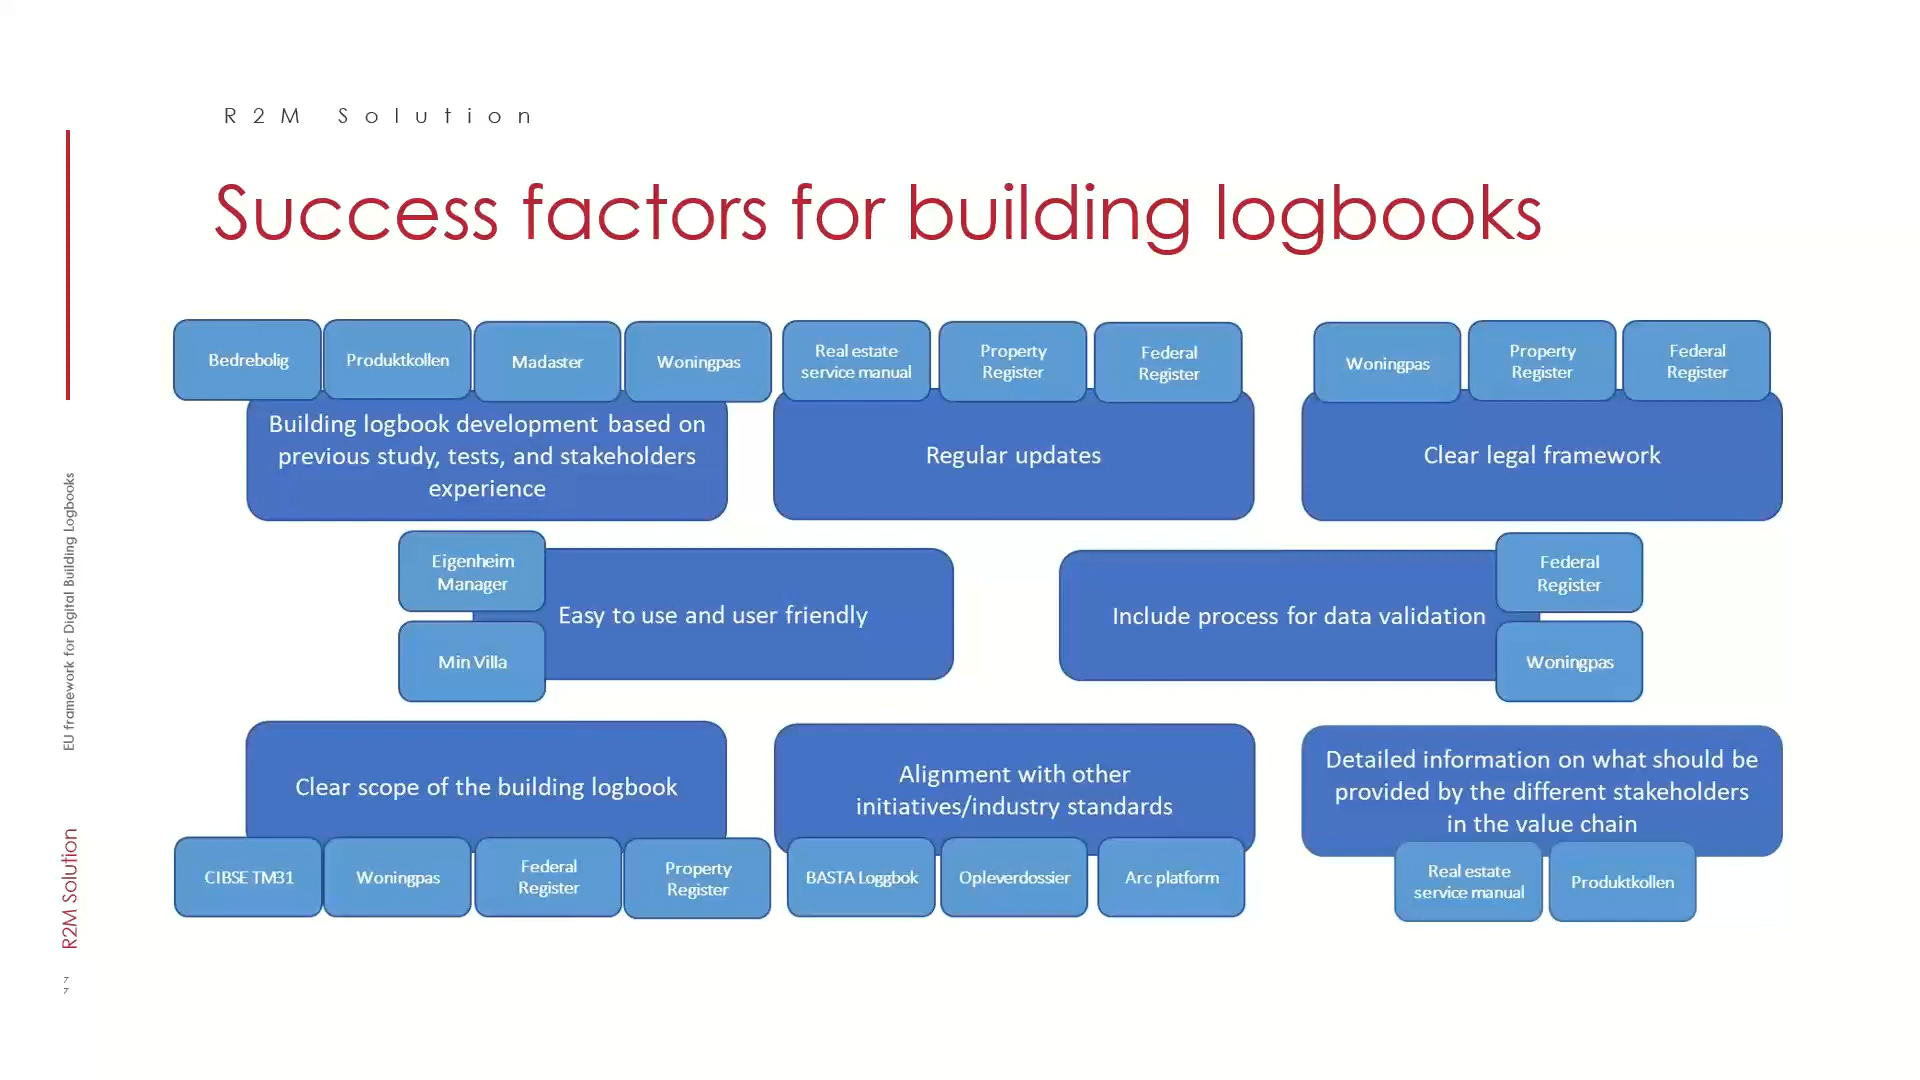 R2M Solution
Success factors for building logbooks
Bedrebolig
Produktkollen
Madaster
Woningpas
Building logbook development based on
previous study, tests, and stakeholders
experience
Real estate
service manual
Property
Register
Federal
Register
Regular updates
Woningpas
Property
Register
Federal
Register
Clear legal framework
Eigenheim
Manager
Min Villa
Easy to use and user friendly
Include process for data validation
Federal
Register
Woningpas
Clear scope of the building logbook
CIBSE TM31
Woningpas
Federal
Register
Property
Register
Alignment with other
initiatives/industry standards
BASTA Loggbok
Opleverdossier
Arc platform
Detailed information on what should be
provided by the different stakeholders
in the value chain
Real estate
service manual
Produktkollen
EU framework for Digital Building Logbooks
R2M Solution
7
7